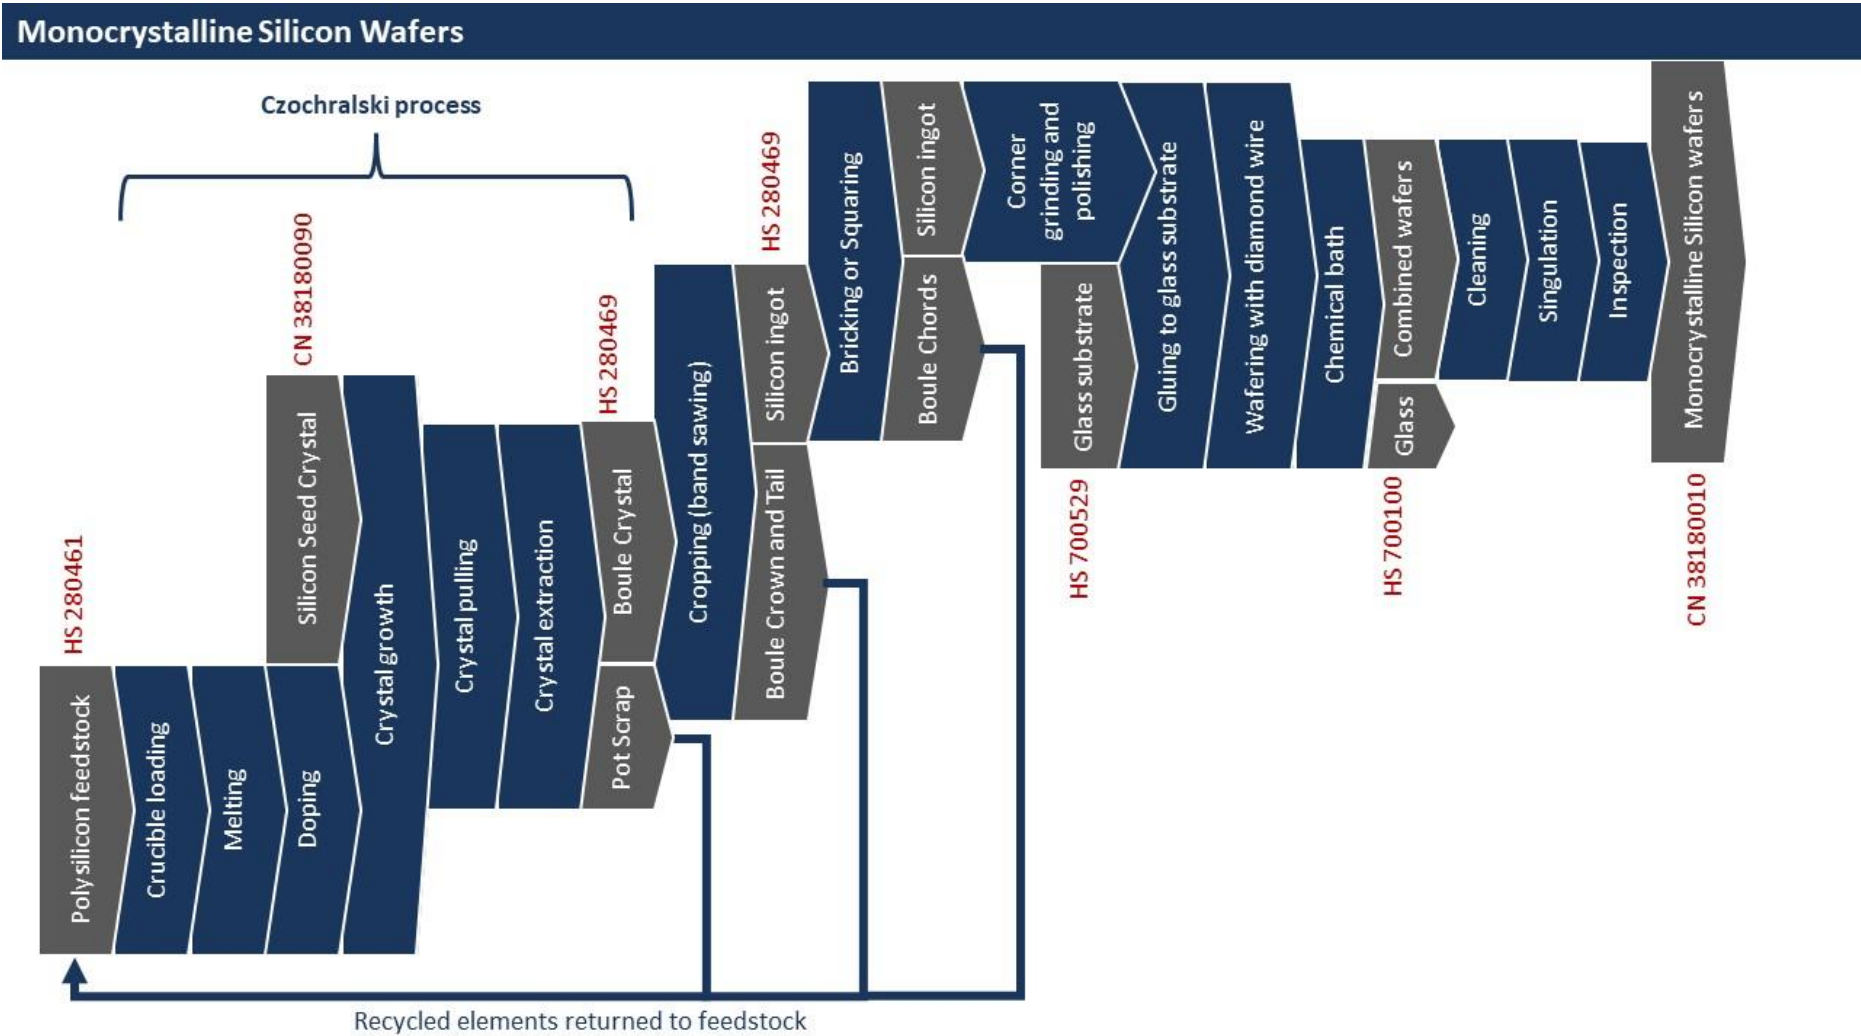 Monocrystalline Silicon Wafers
Czochralski process
HS 280461
Polysilicon feedstock
Crucible loading
Melting
Doping
CN 38180090
Silicon Seed Crystal
Crystal growth
Crystal pulling
Crystal extraction
HS 280469
Boule Crystal
Pot Scrap
Cropping (band sawing)
HS 280469
Silicon ingot
Boule Crown and Tail
Bricking or Squaring
Silicon ingot
Boule Chords
Corner
grinding and
polishing
Glass substrate
HS 700529
Gluing to glass substrate
Wafering with diamond wire
Chemical bath
Combined wafers
Glass
HS 700100
Cleaning
Singulation
Inspection
Monocrystalline Silicon wafers
CN 38180010
Recycled elements returned to feedstock